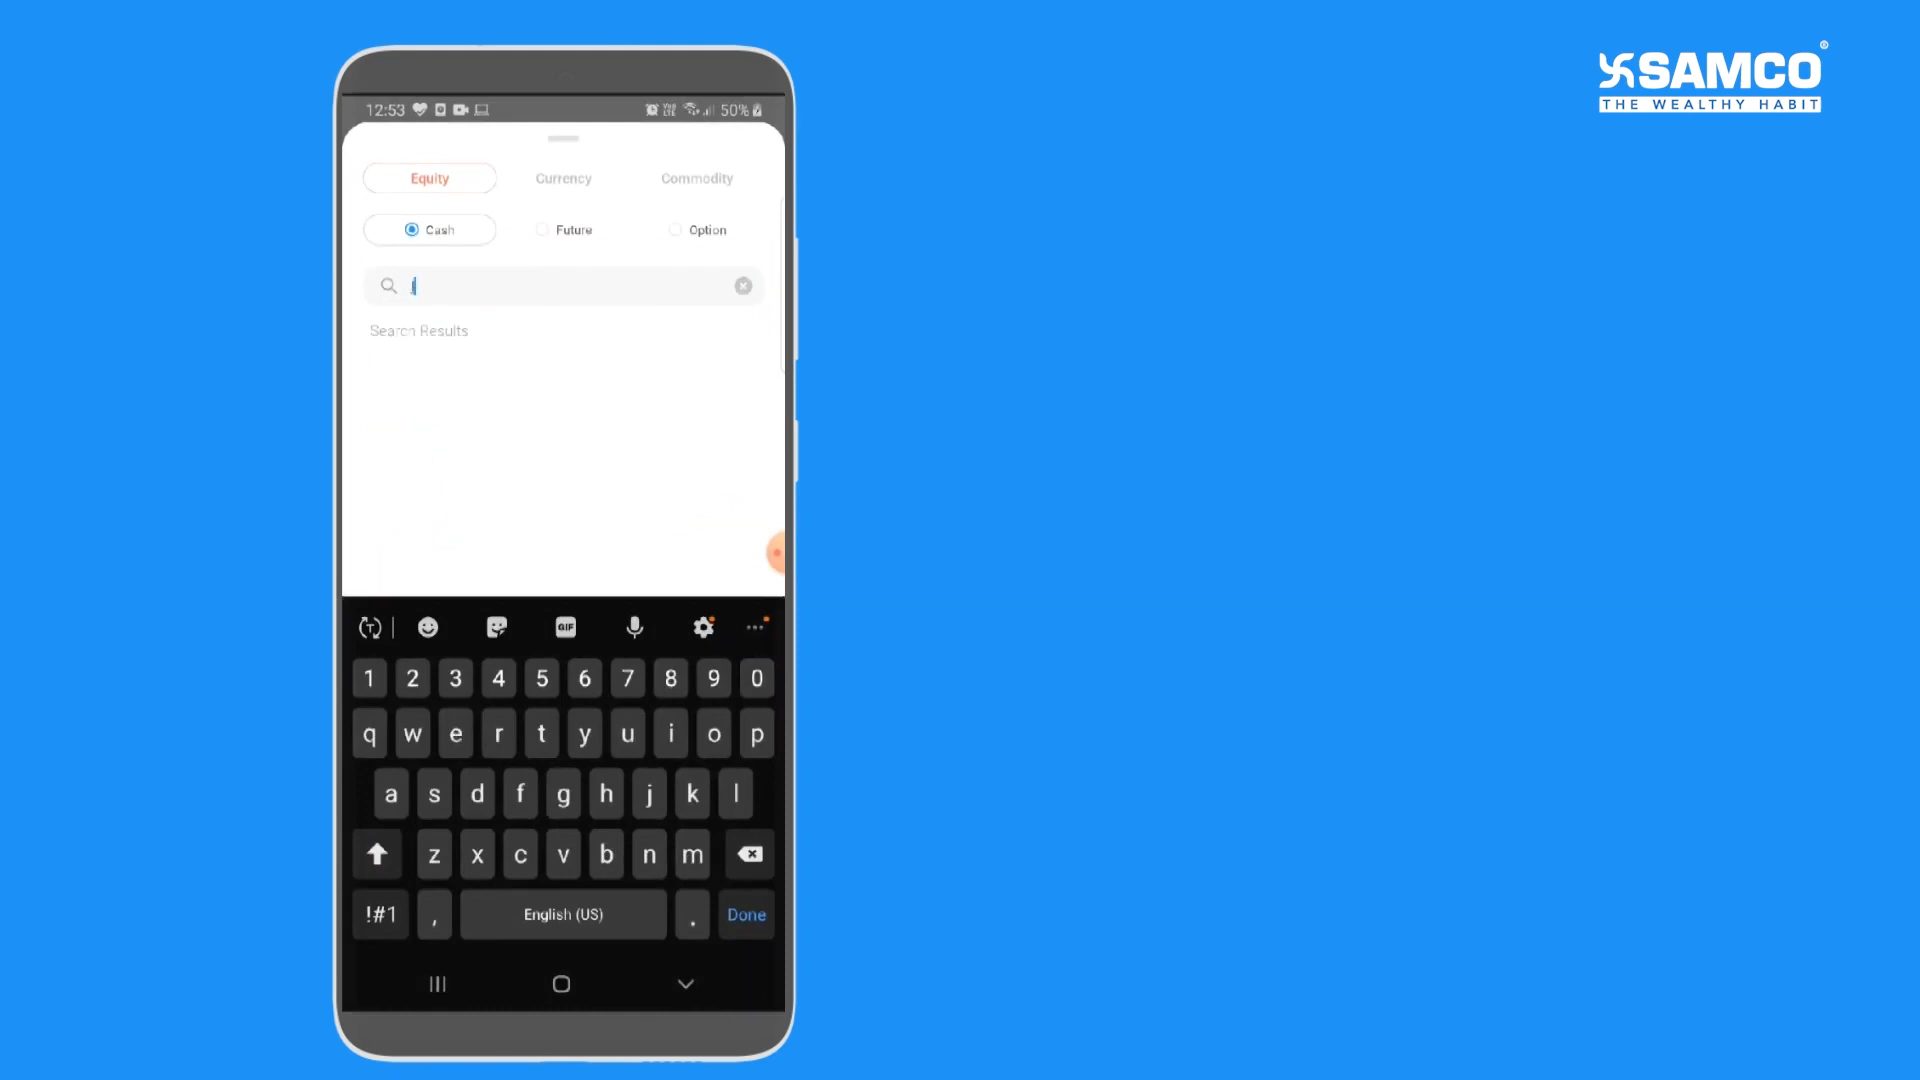 SAMCO®
THE WEALTHY HABIT
12:53 50%
Equity Currency Commodity
Cash Future Option
j
Search Results
GIF
1 2 3 4 5 6 7 8 9 0
q w e r t y u i o p
a s d f g h j k l
z x c v b n m
!#1 , English (US) . Done